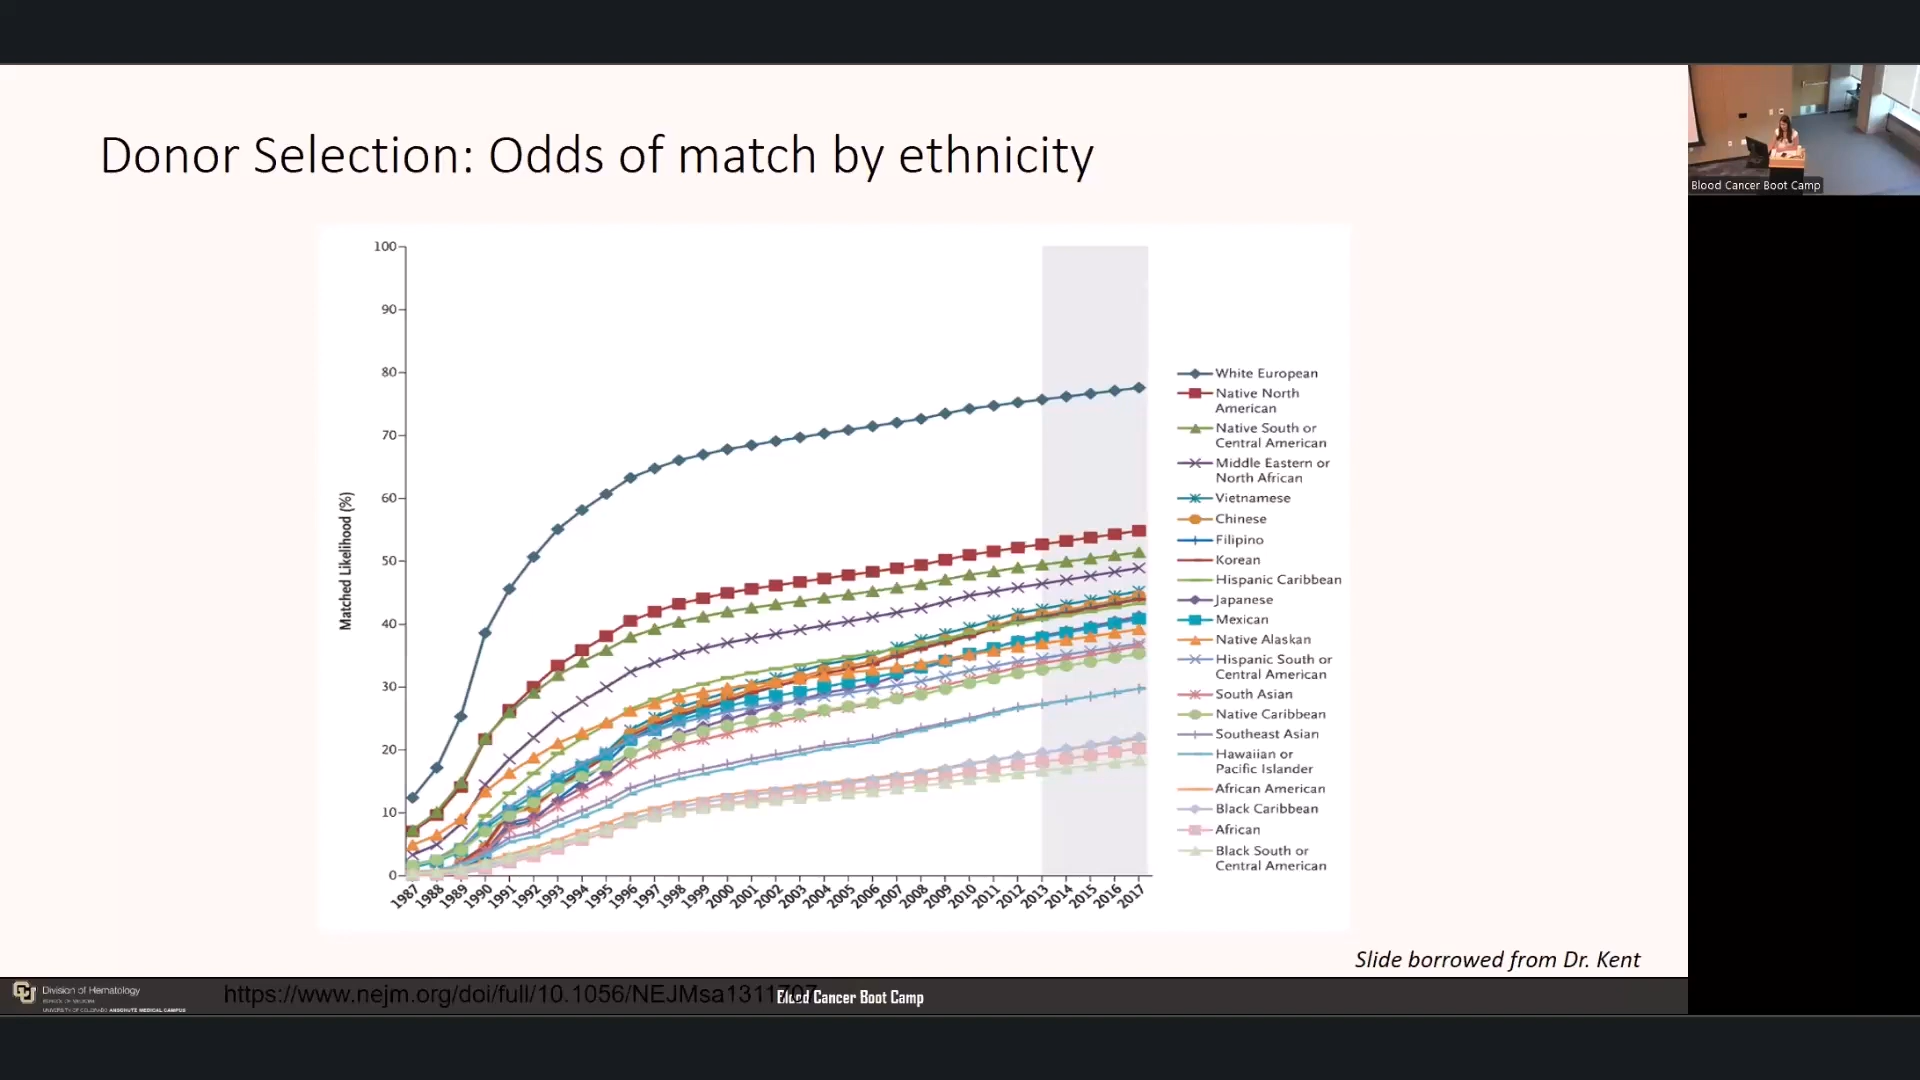 Donor Selection: Odds of match by ethnicity
Blood Cancer Boot Camp
100
90
80
70
60
50
40
30
20
10
0
Matched Likelihood (%)
1987
1988
1989
1990
1991
1992
1993
1994
1995
1996
1997
1998
1999
2000
2001
2002
2003
2004
2005
2006
2007
2008
2009
2010
2011
2012
2013
2014
2015
2016
2017
White European
Native North
American
Native South or
Central American
Middle Eastern or
North African
Vietnamese
Chinese
Filipino
Korean
Hispanic Caribbean
Japanese
Mexican
Native Alaskan
Hispanic South or
Central American
South Asian
Native Caribbean
Southeast Asian
Hawaiian or
Pacific Islander
African American
Black Caribbean
African
Black South or
Central American
Slide borrowed from Dr. Kent
Division of Hematology
SCHOOL OF MEDICINE
UNIVERSITY OF COLORADO ANSCHUTZ MEDICAL CAMPUS
https://www.nejm.org/doi/full/10.1056/NEJMsa1311707
Blood Cancer Boot Camp